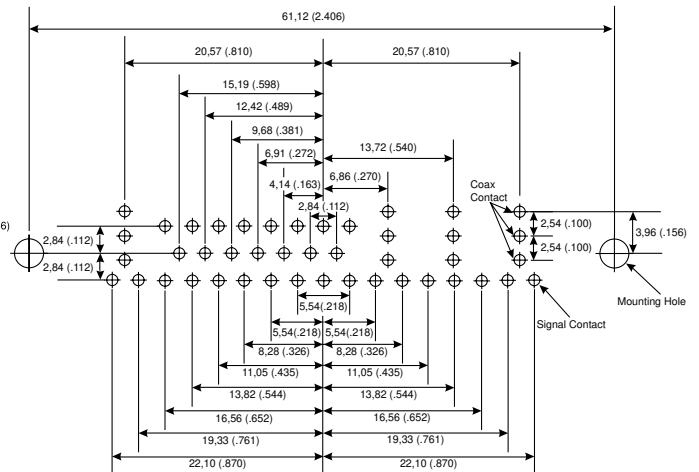 61,12 (2.406)
20,57 (.810) 20,57 (.810)
15,19 (.598)
12,42 (.489)
9,68 (.381)
13,72 (.540)
6,91 (.272)
4,14 (.163) 6,86 (.270)
2,84 (.112)
Coax
Contact
6)
2,84 (.112)
2,54 (.100)
3,96 (.156)
2,84 (.112)
2,54 (.100)
Mounting Hole
5,54(.218)
Signal Contact
5,54(.218) 5,54(.218)
8,28 (.326) 8,28 (.326)
11,05 (.435) 11,05 (.435)
13,82 (.544) 13,82 (.544)
16,56 (.652) 16,56 (.652)
19,33 (.761) 19,33 (.761)
22,10 (.870) 22,10 (.870)